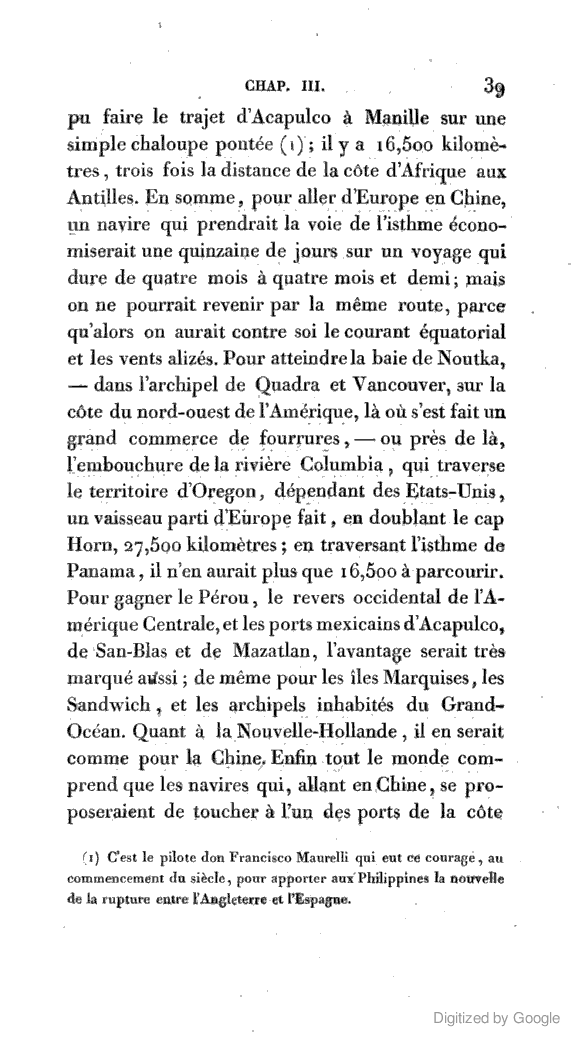 CHAP. III. 39
pu faire le trajet d'Acapulco à Manille sur une
simple chaloupe pontée (1) ; il y a 16,500 kilomè-
tres, trois fois la distance de la côte d'Afrique aux
Antilles. En somme, pour aller d'Europe en Chine,
un navire qui prendrait la voie de l'isthme écono-
miserait une quinzaine de jours sur un voyage qui
dure de quatre mois à quatre mois et demi ; mais
on ne pourrait revenir par la même route, parce
qu'alors on aurait contre soi le courant équatorial
et les vents alizés. Pour atteindre la baie de Noutka,
— dans l'archipel de Quadra et Vancouver, sur la
côte du nord-ouest de l'Amérique, là où s'est fait un
grand commerce de fourrures, — ou près de là,
l'embouchure de la rivière Columbia, qui traverse
le territoire d'Oregon, dépendant des Etats-Unis,
un vaisseau parti d'Europe fait, en doublant le cap
Horn, 27,500 kilomètres ; en traversant l'isthme de
Panama, il n'en aurait plus que 16,500 à parcourir.
Pour gagner le Pérou, le revers occidental de l'A-
mérique Centrale, et les ports mexicains d'Acapulco,
de San-Blas et de Mazatlan, l'avantage serait très
marqué aussi ; de même pour les îles Marquises, les
Sandwich, et les archipels inhabités du Grand-
Océan. Quant à la Nouvelle-Hollande, il en serait
comme pour la Chine. Enfin tout le monde com-
prend que les navires qui, allant en Chine, se pro-
poseraient de toucher à l'un des ports de la côte
(1) C'est le pilote don Francisco Maurelli qui eut ce courage, au
commencement du siècle, pour apporter aux Philippines la nouvelle
de la rupture entre l'Angleterre et l'Espagne.
Digitized by Google